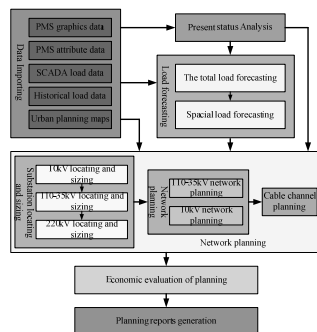 Data Importing
PMS graphics data
PMS attribute data
SCADA load data
Historical load data
Urban planning maps
Present status Analysis
Load forecasting
The total load forecasting
Spacial load forecasting
Substation locating
and sizing
10kV locating and
sizing
110-35kV locating and
sizing
220kV locating and
sizing
Network
planning
110-35kV network
planning
10kV network
planning
Cable channel
planning
Network planning
Economic evaluation of planning
Planning reports generation